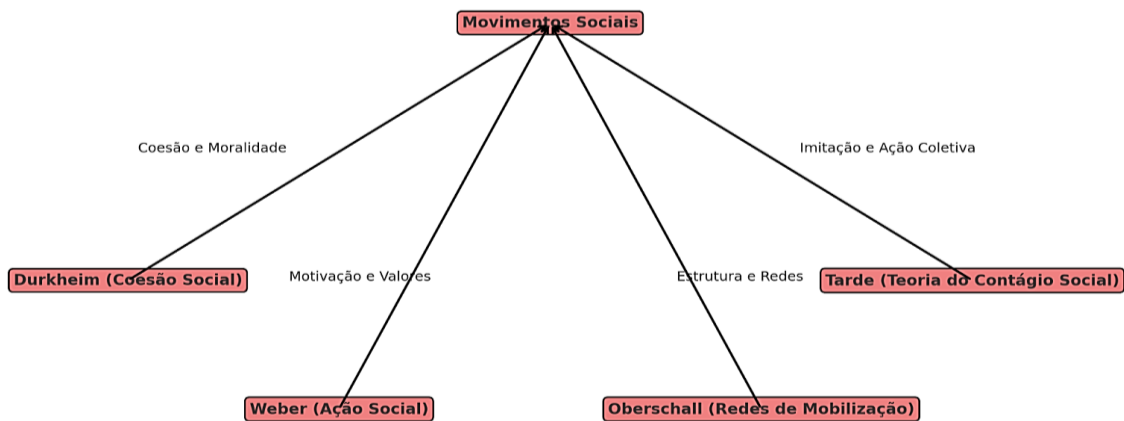 Movimentos Sociais
Coesão e Moralidade
Imitação e Ação Coletiva
Motivação e Valores
Estrutura e Redes
Durkheim (Coesão Social)
Tarde (Teoria do Contágio Social)
Weber (Ação Social)
Oberschall (Redes de Mobilização)